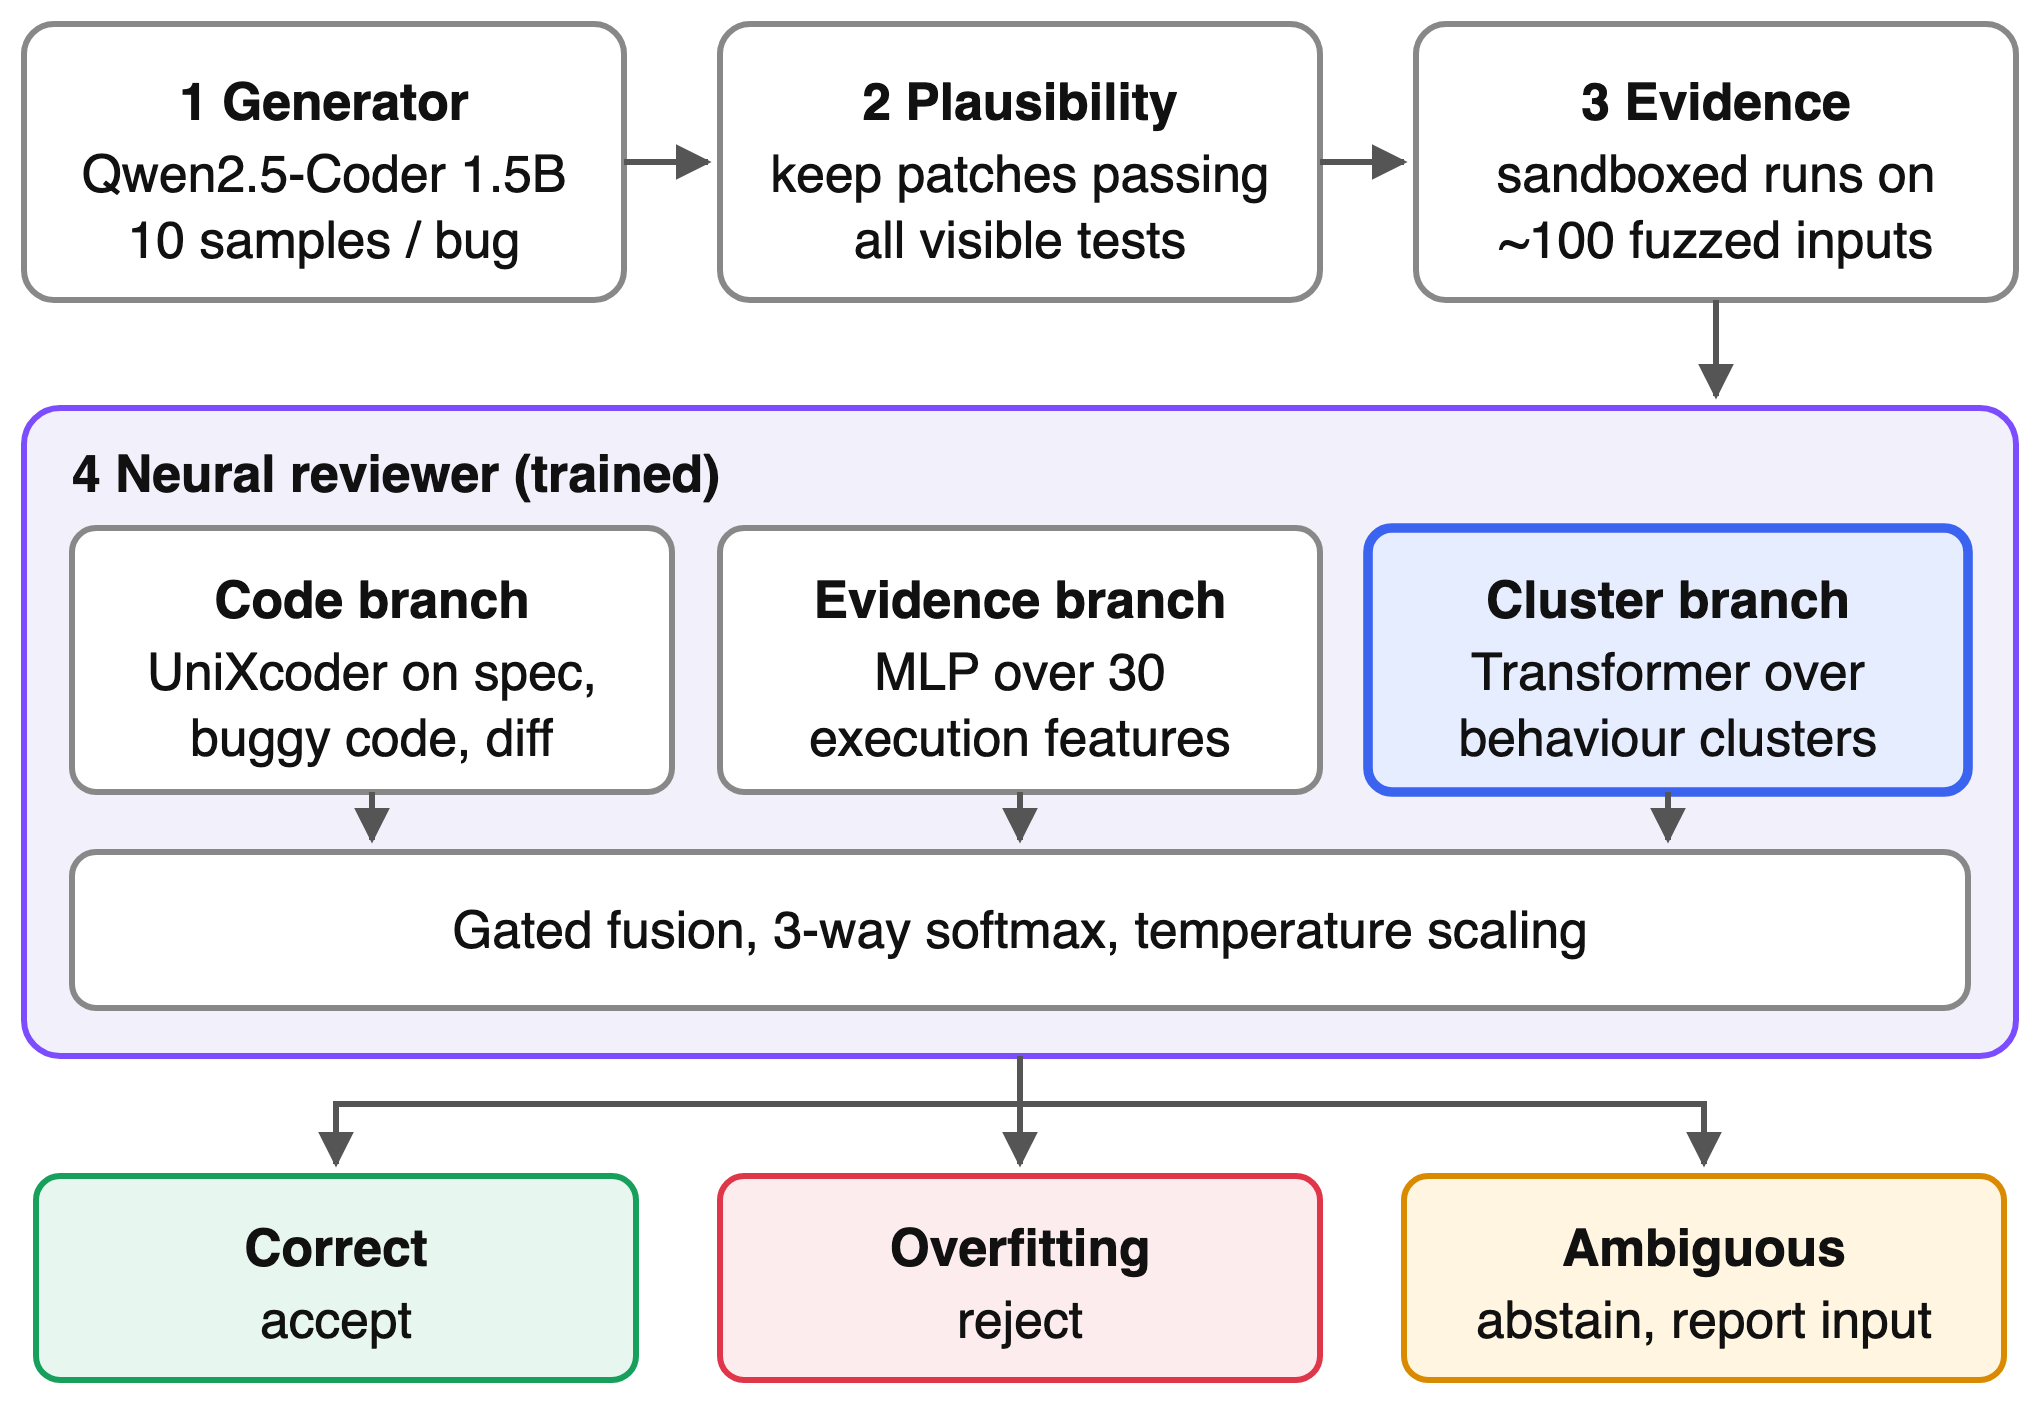 1 Generator
Qwen2.5-Coder 1.5B
10 samples / bug
2 Plausibility
keep patches passing
all visible tests
3 Evidence
sandboxed runs on
~100 fuzzed inputs
4 Neural reviewer (trained)
Code branch
UniXcoder on spec,
buggy code, diff
Evidence branch
MLP over 30
execution features
Cluster branch
Transformer over
behaviour clusters
Gated fusion, 3-way softmax, temperature scaling
Correct
accept
Overfitting
reject
Ambiguous
abstain, report input